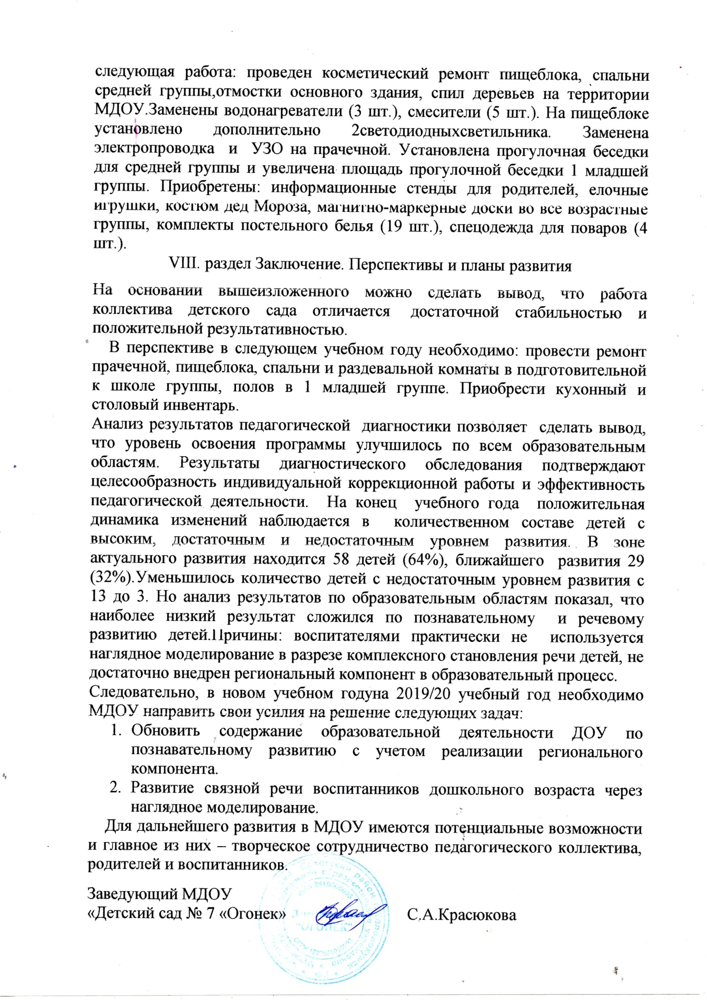 следующая работа: проведен косметический ремонт пищеблока, спальни
средней группы,отмостки основного здания, спил деревьев на территории
МДОУ.Заменены водонагреватели (3 шт.), смесители (5 шт.). На пищеблоке
установлено дополнительно 2светодиодныхсветильника. Заменена
электропроводка и УЗО на прачечной. Установлена прогулочная беседки
для средней группы и увеличена площадь прогулочной беседки 1 младшей
группы. Приобретены: информационные стенды для родителей, елочные
игрушки, костюм дед Мороза, магнитно-маркерные доски во все возрастные
группы, комплекты постельного белья (19 шт.), спецодежда для поваров (4
шт.).
VIII. раздел Заключение. Перспективы и планы развития
На основании вышеизложенного можно сделать вывод, что работа
коллектива детского сада отличается достаточной стабильностью и
положительной результативностью.
В перспективе в следующем учебном году необходимо: провести ремонт
прачечной, пищеблока, спальни и раздевальной комнаты в подготовительной
к школе группы, полов в 1 младшей группе. Приобрести кухонный и
столовый инвентарь.
Анализ результатов педагогической диагностики позволяет сделать вывод,
что уровень освоения программы улучшилось по всем образовательным
областям. Результаты диагностического обследования подтверждают
целесообразность индивидуальной коррекционной работы и эффективность
педагогической деятельности. На конец учебного года положительная
динамика изменений наблюдается в количественном составе детей с
высоким, достаточным и недостаточным уровнем развития. В зоне
актуального развития находится 58 детей (64%), ближайшего развития 29
(32%).Уменьшилось количество детей с недостаточным уровнем развития с
13 до 3. Но анализ результатов по образовательным областям показал, что
наиболее низкий результат сложился по познавательному и речевому
развитию детей.Причины: воспитателями практически не используется
наглядное моделирование в разрезе комплексного становления речи детей, не
достаточно внедрен региональный компонент в образовательный процесс.
Следовательно, в новом учебном годуна 2019/20 учебный год необходимо
МДОУ направить свои усилия на решение следующих задач:
1. Обновить содержание образовательной деятельности ДОУ по
познавательному развитию с учетом реализации регионального
компонента.
2. Развитие связной речи воспитанников дошкольного возраста через
наглядное моделирование.
Для дальнейшего развития в МДОУ имеются потенциальные возможности
и главное из них – творческое сотрудничество педагогического коллектива,
родителей и воспитанников.
Заведующий МДОУ
«Детский сад № 7 «Огонек» С.А.Красюкова
"ОГОНЕК"